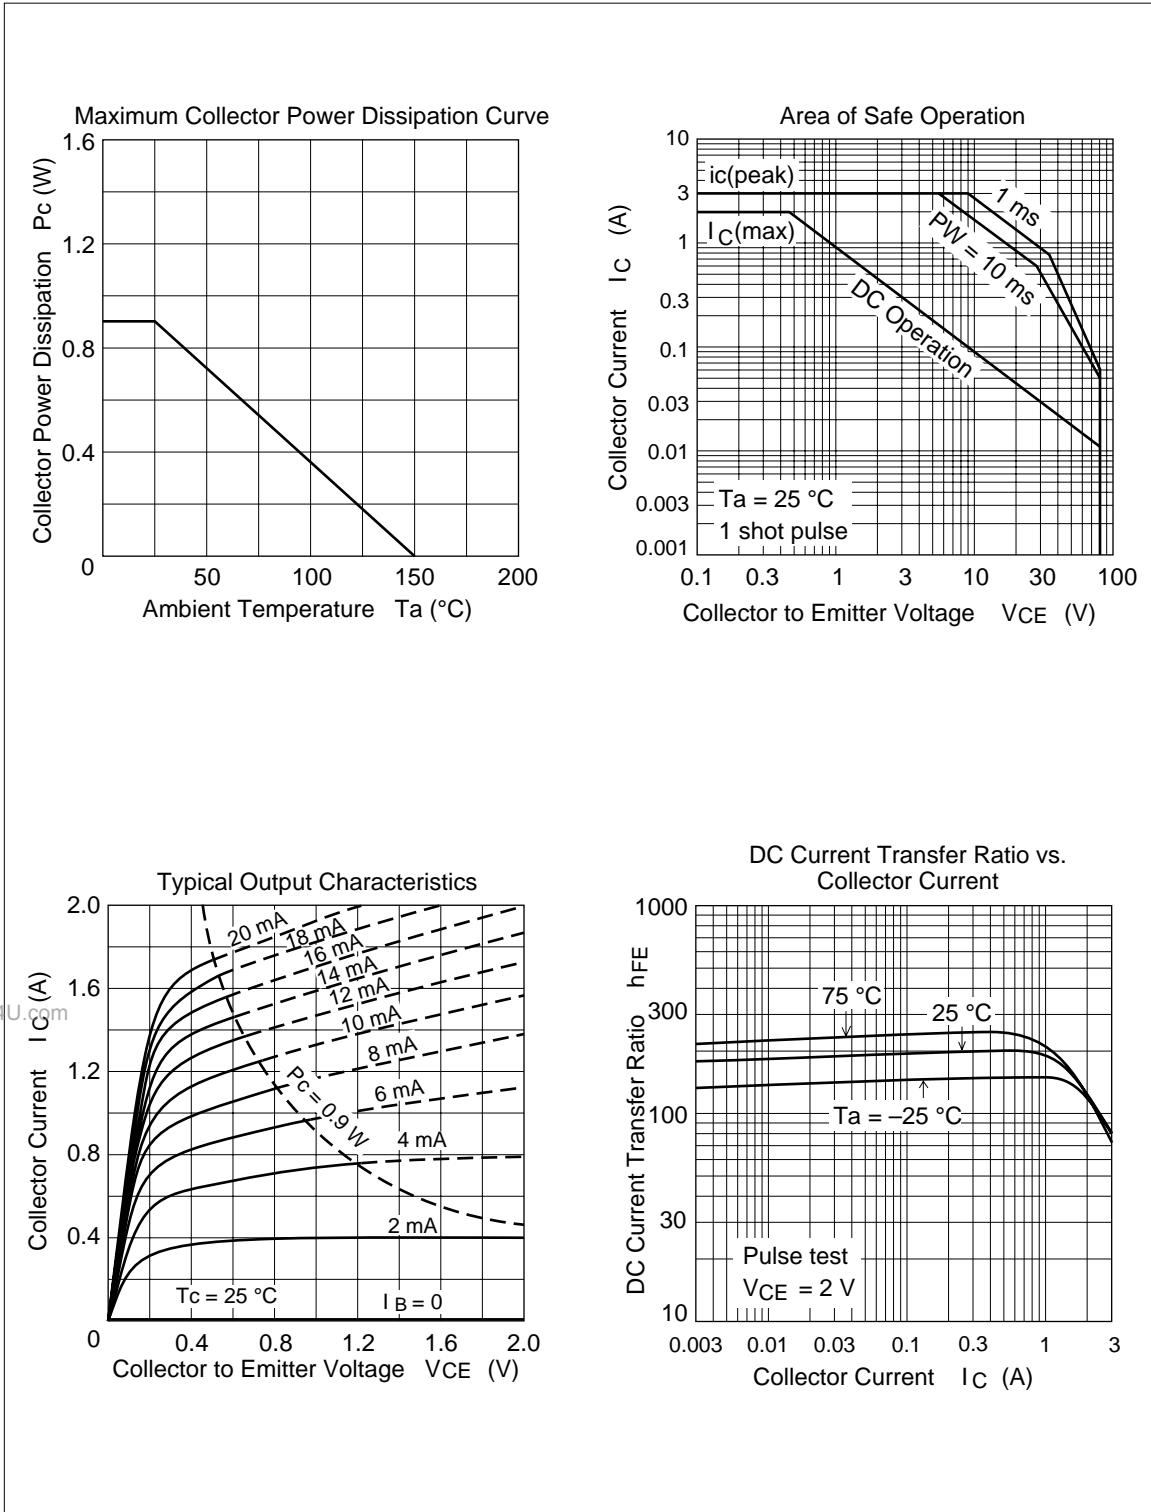 Maximum Collector Power Dissipation Curve
Collector Power Dissipation Pc (W)
1.6
1.2
0.8
0.4
0
50 100 150 200
Ambient Temperature Ta (°C)
Area of Safe Operation
Collector Current IC (A)
10
3
1
0.3
0.1
0.03
0.01
0.003
0.001
ic(peak)
IC(max)
1 ms
PW = 10 ms
DC Operation
Ta = 25 °C
1 shot pulse
0.1 0.3 1 3 10 30 100
Collector to Emitter Voltage VCE (V)
Typical Output Characteristics
Collector Current IC (A)
2.0
1.6
1.2
0.8
0.4
0
20 mA
18 mA
16 mA
14 mA
12 mA
10 mA
8 mA
6 mA
4 mA
2 mA
Pc = 0.9 W
Tc = 25 °C
IB = 0
0.4 0.8 1.2 1.6 2.0
Collector to Emitter Voltage VCE (V)
4U.com
DC Current Transfer Ratio vs.
Collector Current
DC Current Transfer Ratio hFE
1000
300
100
30
10
75 °C
25 °C
Ta = –25 °C
Pulse test
VCE = 2 V
0.003 0.01 0.03 0.1 0.3 1 3
Collector Current IC (A)